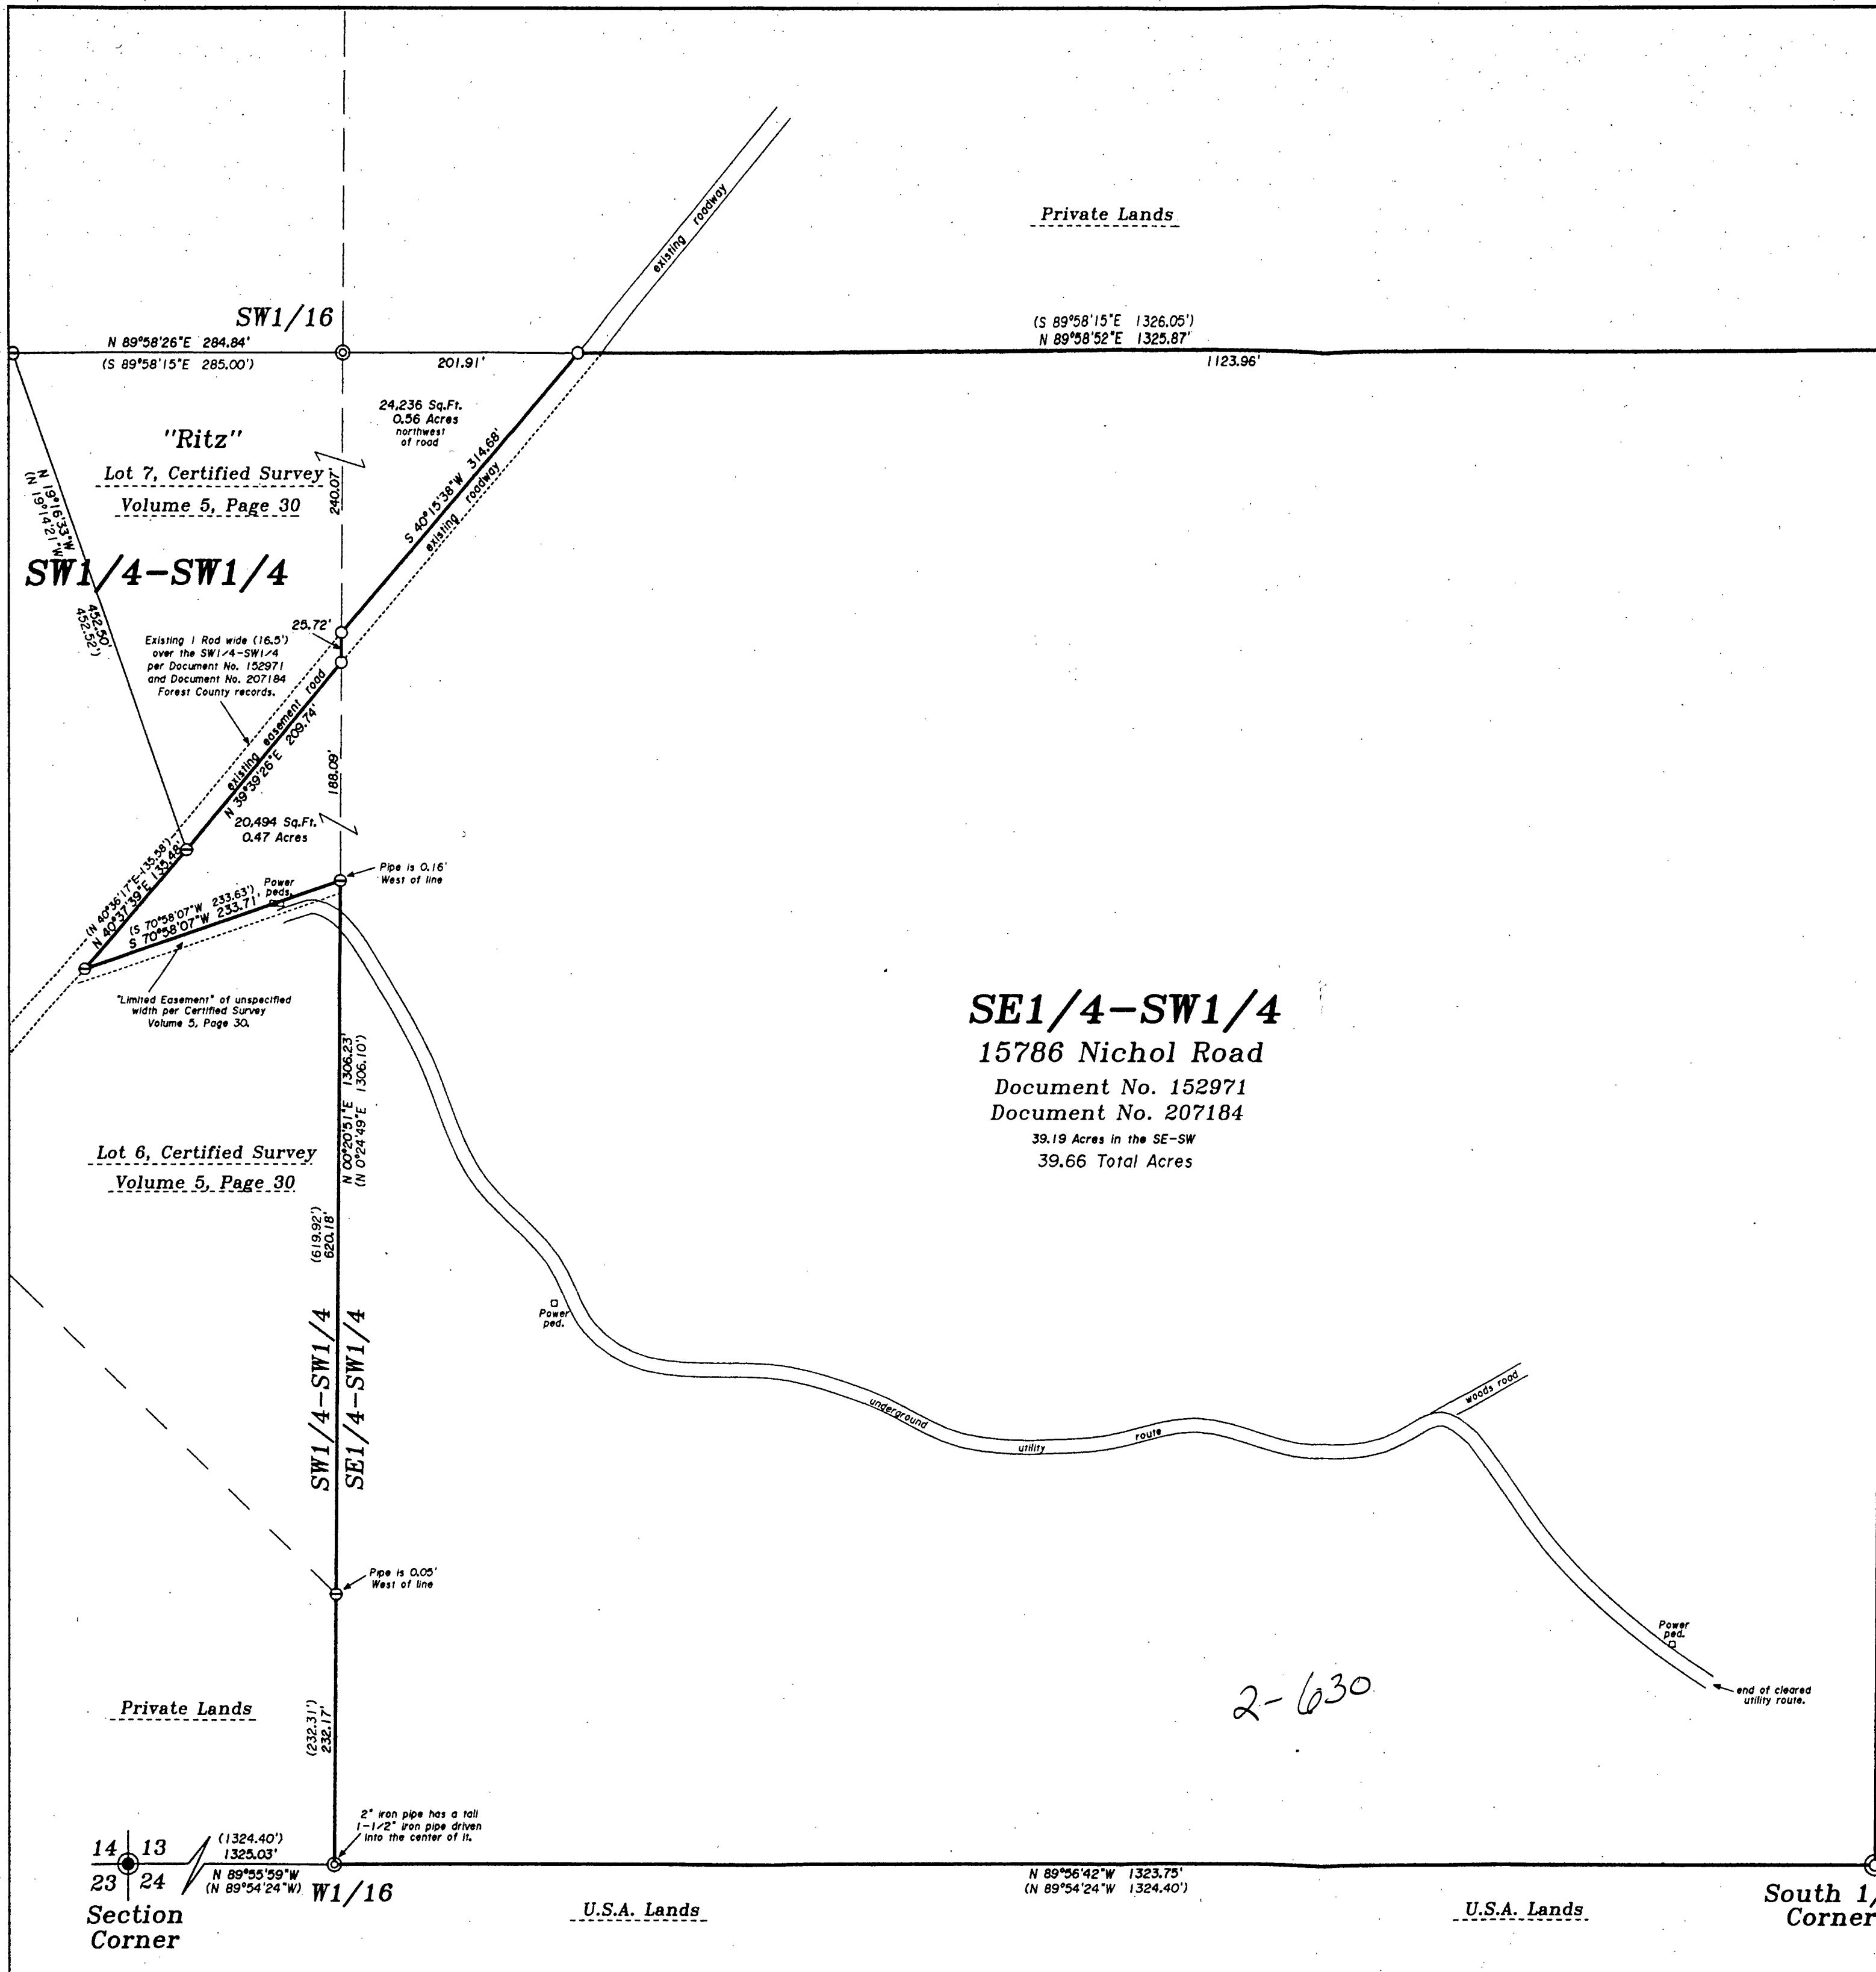 Private Lands
existing roadway
SW1/16
N 89°58'26"E 284.84'
(S 89°58'15"E 285.00')
201.91'
(S 89°58'15"E 1326.05')
N 89°58'52"E 1325.87'
1123.96'
24,236 Sq.Ft.
0.56 Acres
northwest
of road
"Ritz"
Lot 7, Certified Survey
Volume 5, Page 30
240.07'
S 40°15'38"W 314.68'
existing roadway
N 19°16'33"W 452.50'
(N 19°14'21"W 452.52')
SW1/4-SW1/4
25.72'
Existing 1 Rod wide (16.5')
over the SW1/4-SW1/4
per Document No. 152971
and Document No. 207184
Forest County records.
existing easement road
N 39°39'26"E 209.74'
188.09'
20,494 Sq.Ft.
0.47 Acres
Pipe is 0.16'
West of line
(N 40°36'17"E-135.58')
N 40°37'39"E 135.48'
Power
peds.
(S 70°58'07"W 233.63')
S 70°58'07"W 233.71'
"Limited Easement" of unspecified
width per Certified Survey
Volume 5, Page 30.
SE1/4-SW1/4
15786 Nichol Road
Document No. 152971
Document No. 207184
39.19 Acres in the SE-SW
39.66 Total Acres
N 00°20'51"E 1306.23'
(N 0°24'49"E 1306.10')
Lot 6, Certified Survey
Volume 5, Page 30
(619.92')
620.18'
SW1/4-SW1/4
SE1/4-SW1/4
Power
ped.
underground utility route
woods road
Pipe is 0.05'
West of line
Power
ped.
end of cleared
utility route.
2-630
Private Lands
(232.31')
232.17'
2" iron pipe has a tall
1-1/2" iron pipe driven
into the center of it.
14 13
23 24
Section
Corner
(1324.40')
1325.03'
N 89°55'59"W
(N 89°54'24"W)
W1/16
N 89°56'42"W 1323.75'
(N 89°54'24"W 1324.40')
U.S.A. Lands
U.S.A. Lands
South 1/
Corner